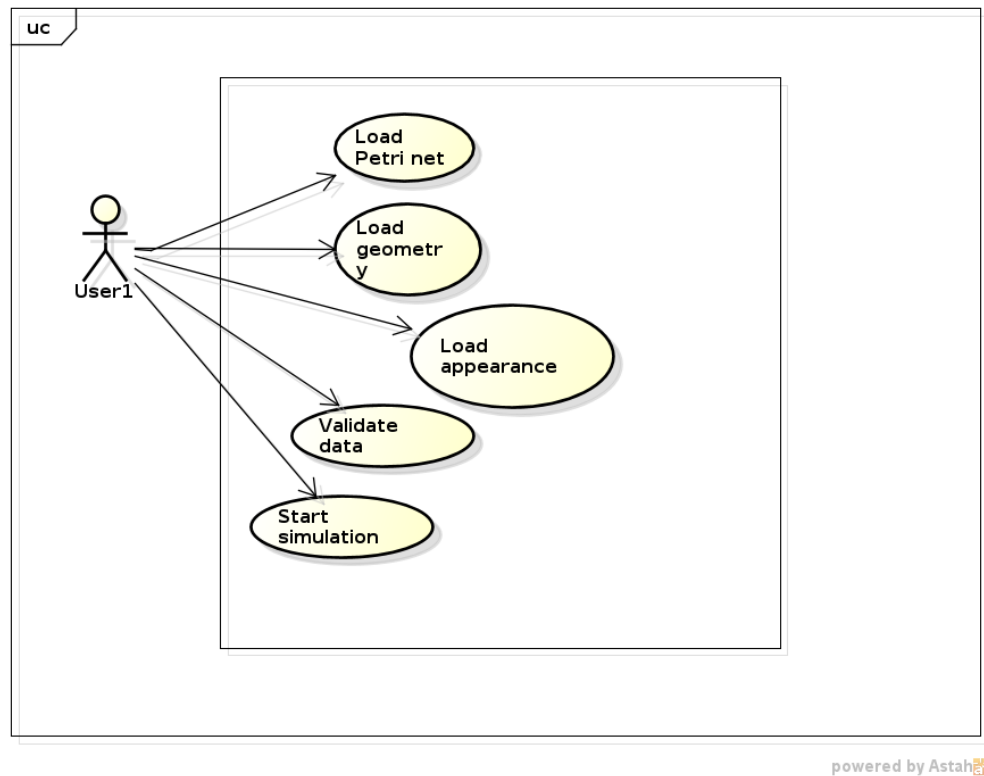 uc
Load
Petri net
Load
geometr
y
User1
Load
appearance
Validate
data
Start
simulation
powered by Astah